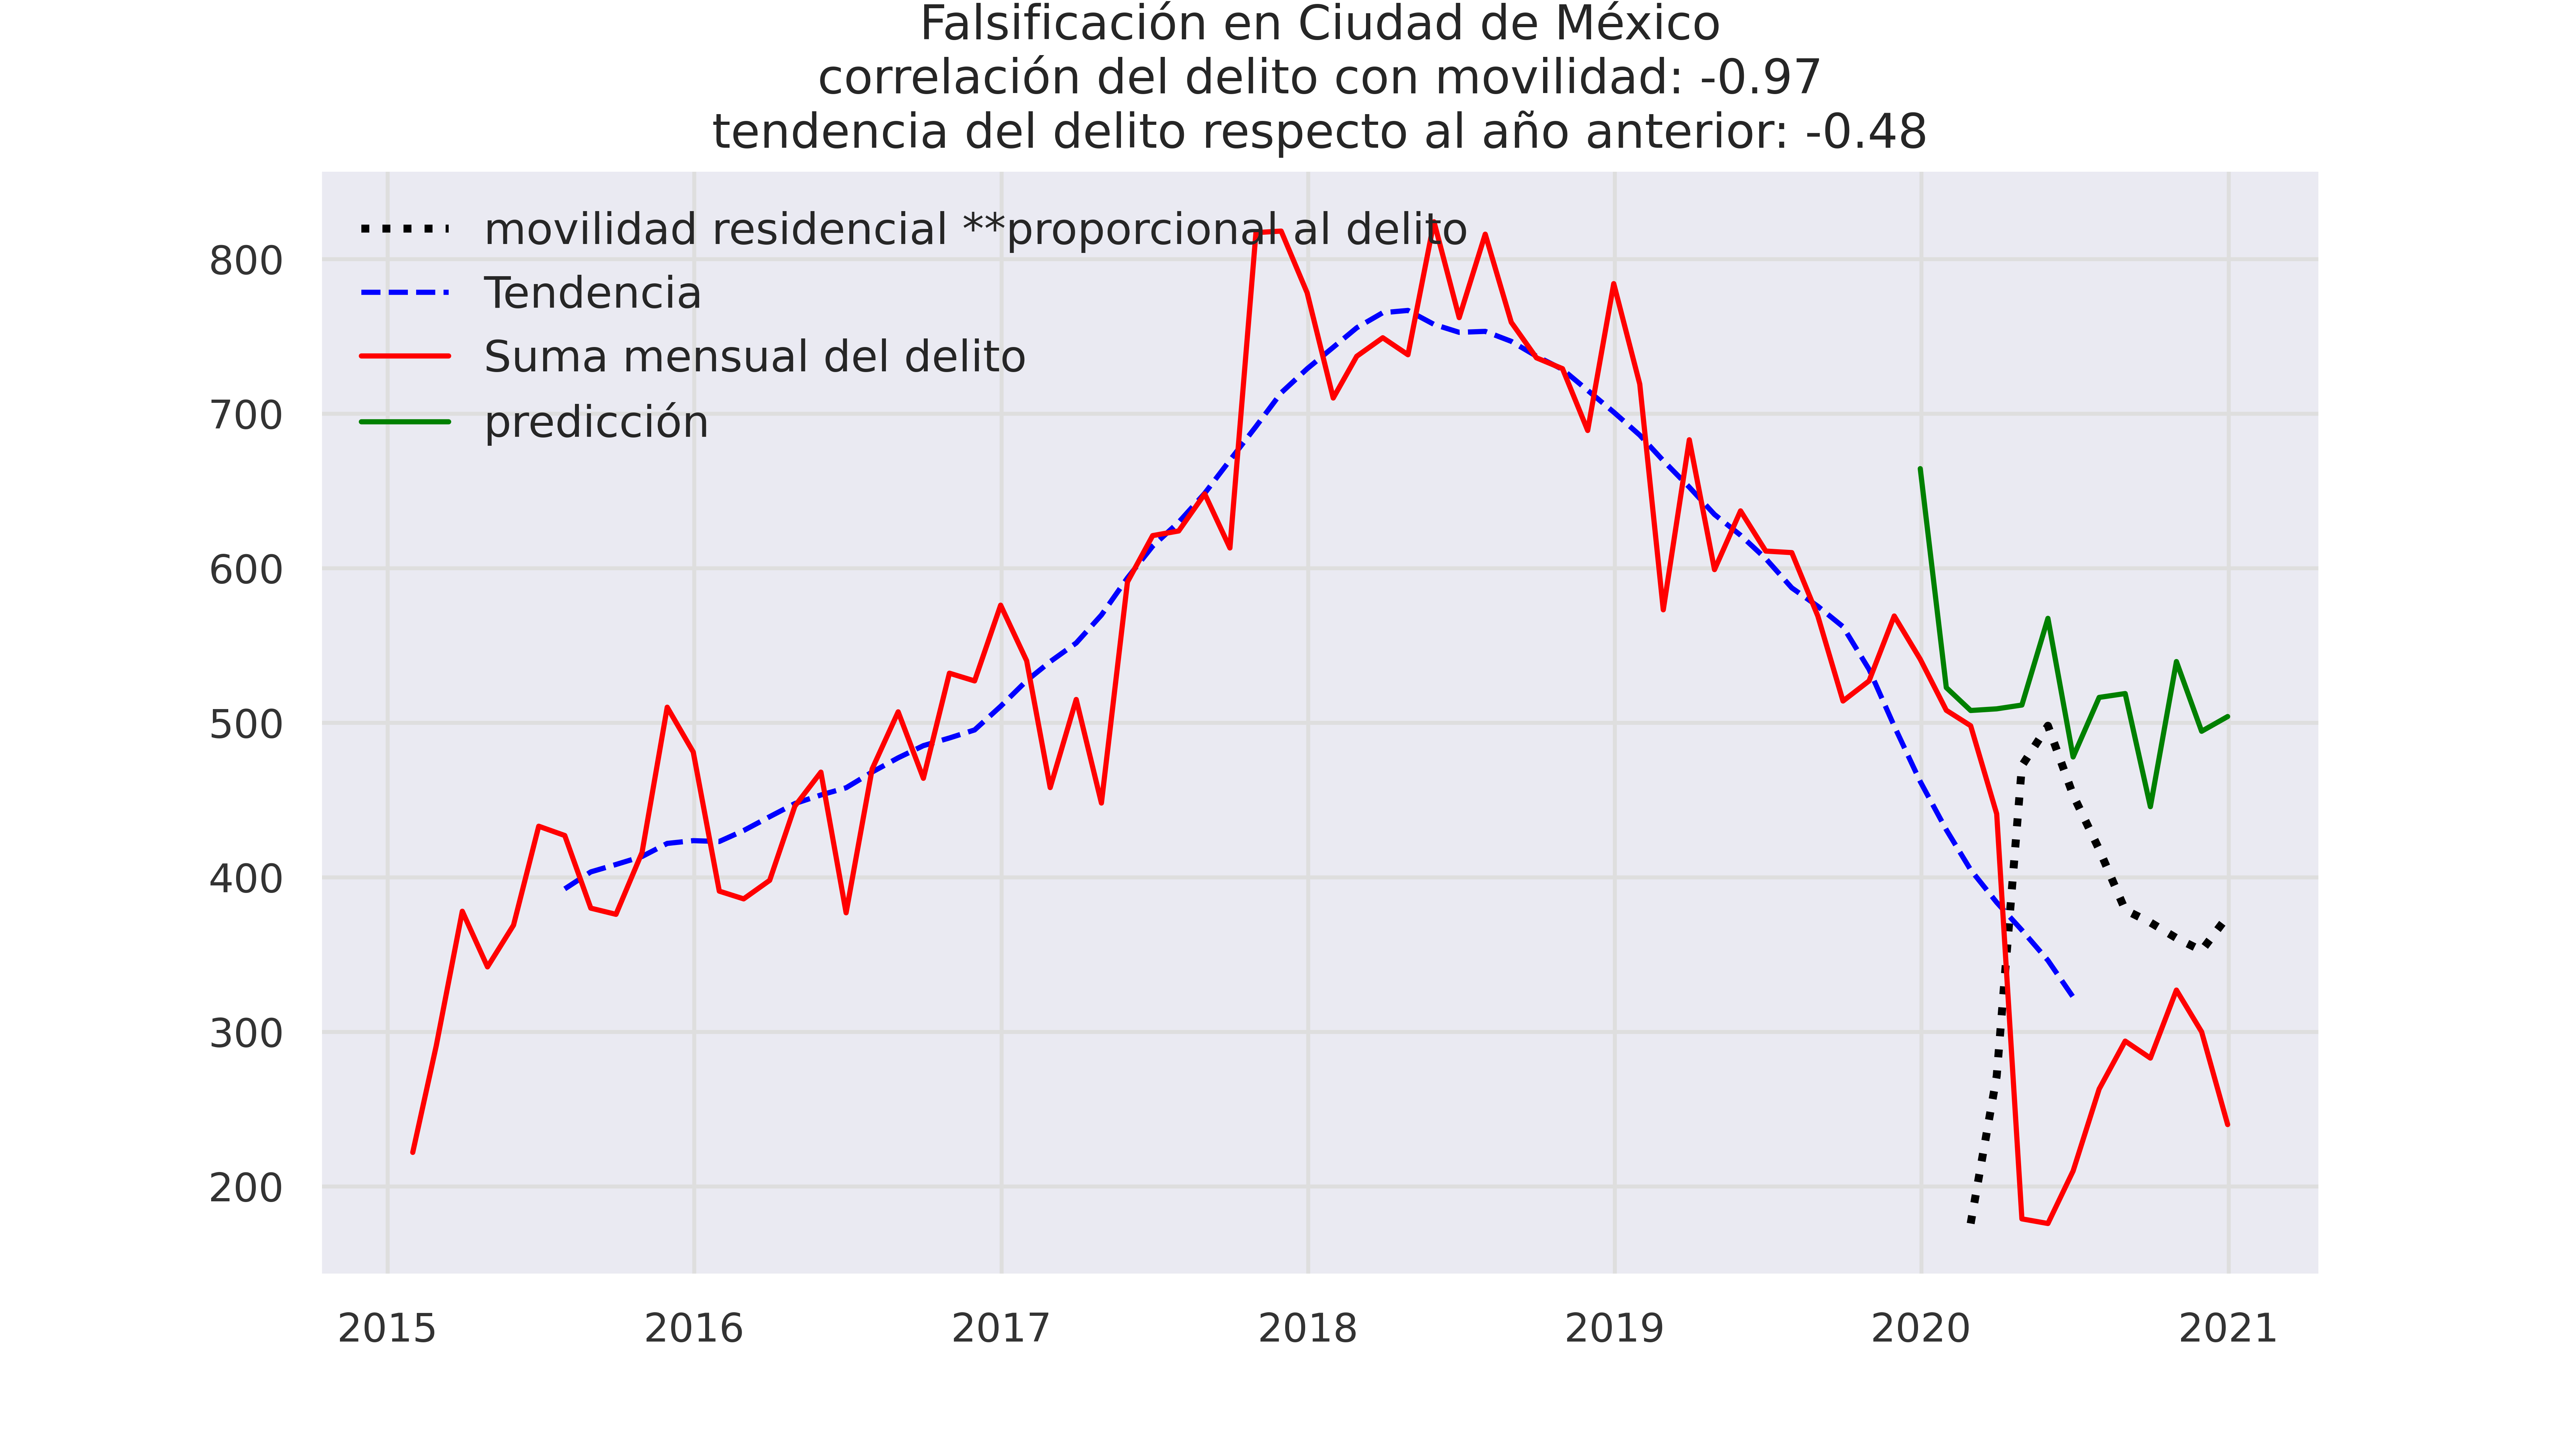 Falsificación en Ciudad de México
correlación del delito con movilidad: -0.97
tendencia del delito respecto al año anterior: -0.48
movilidad residencial **proporcional al delito
Tendencia
Suma mensual del delito
predicción
800
700
600
500
400
300
200
2015 2016 2017 2018 2019 2020 2021